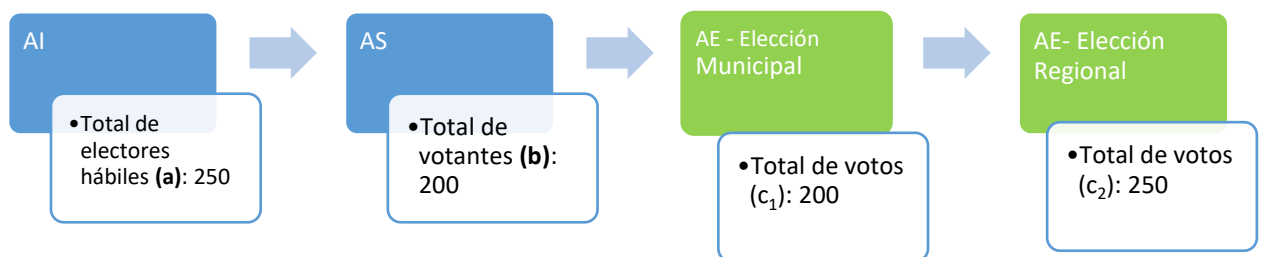 AI
•Total de
electores
hábiles (a): 250
AS
•Total de
votantes (b):
200
AE - Elección
Municipal
•Total de votos
(c₁): 200
AE- Elección
Regional
•Total de votos
(c₂): 250